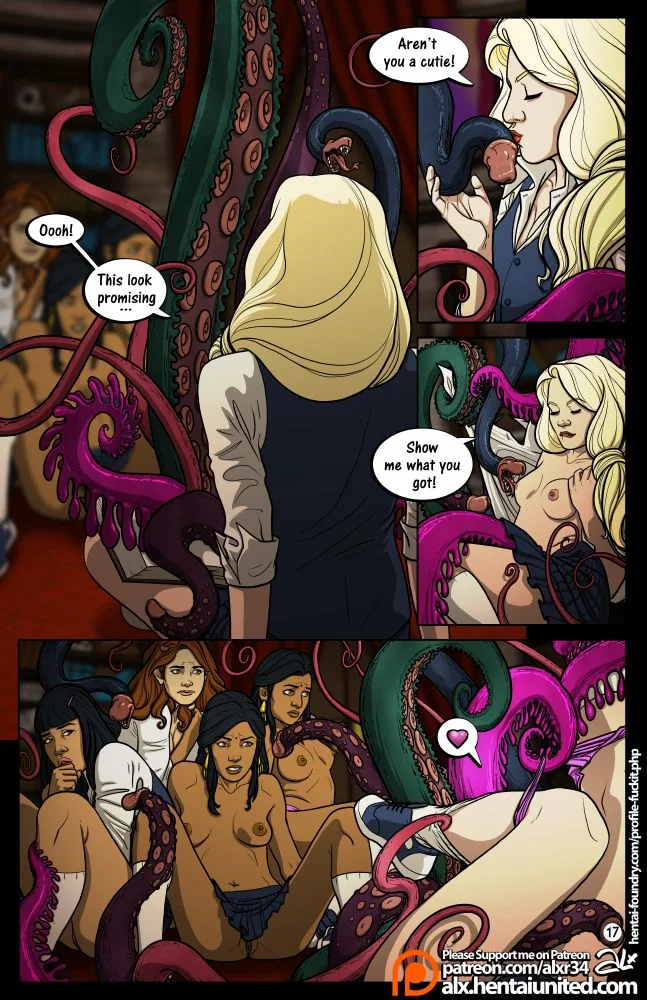 Oooh!
This look
promising
...
Aren't
you a cutie!
Show
me what you
got!
17
ALX
hentai-foundry.com/profile-fuckit.php
Please Support me on Patreon
patreon.com/alxr34
alx.hentaiunited.com